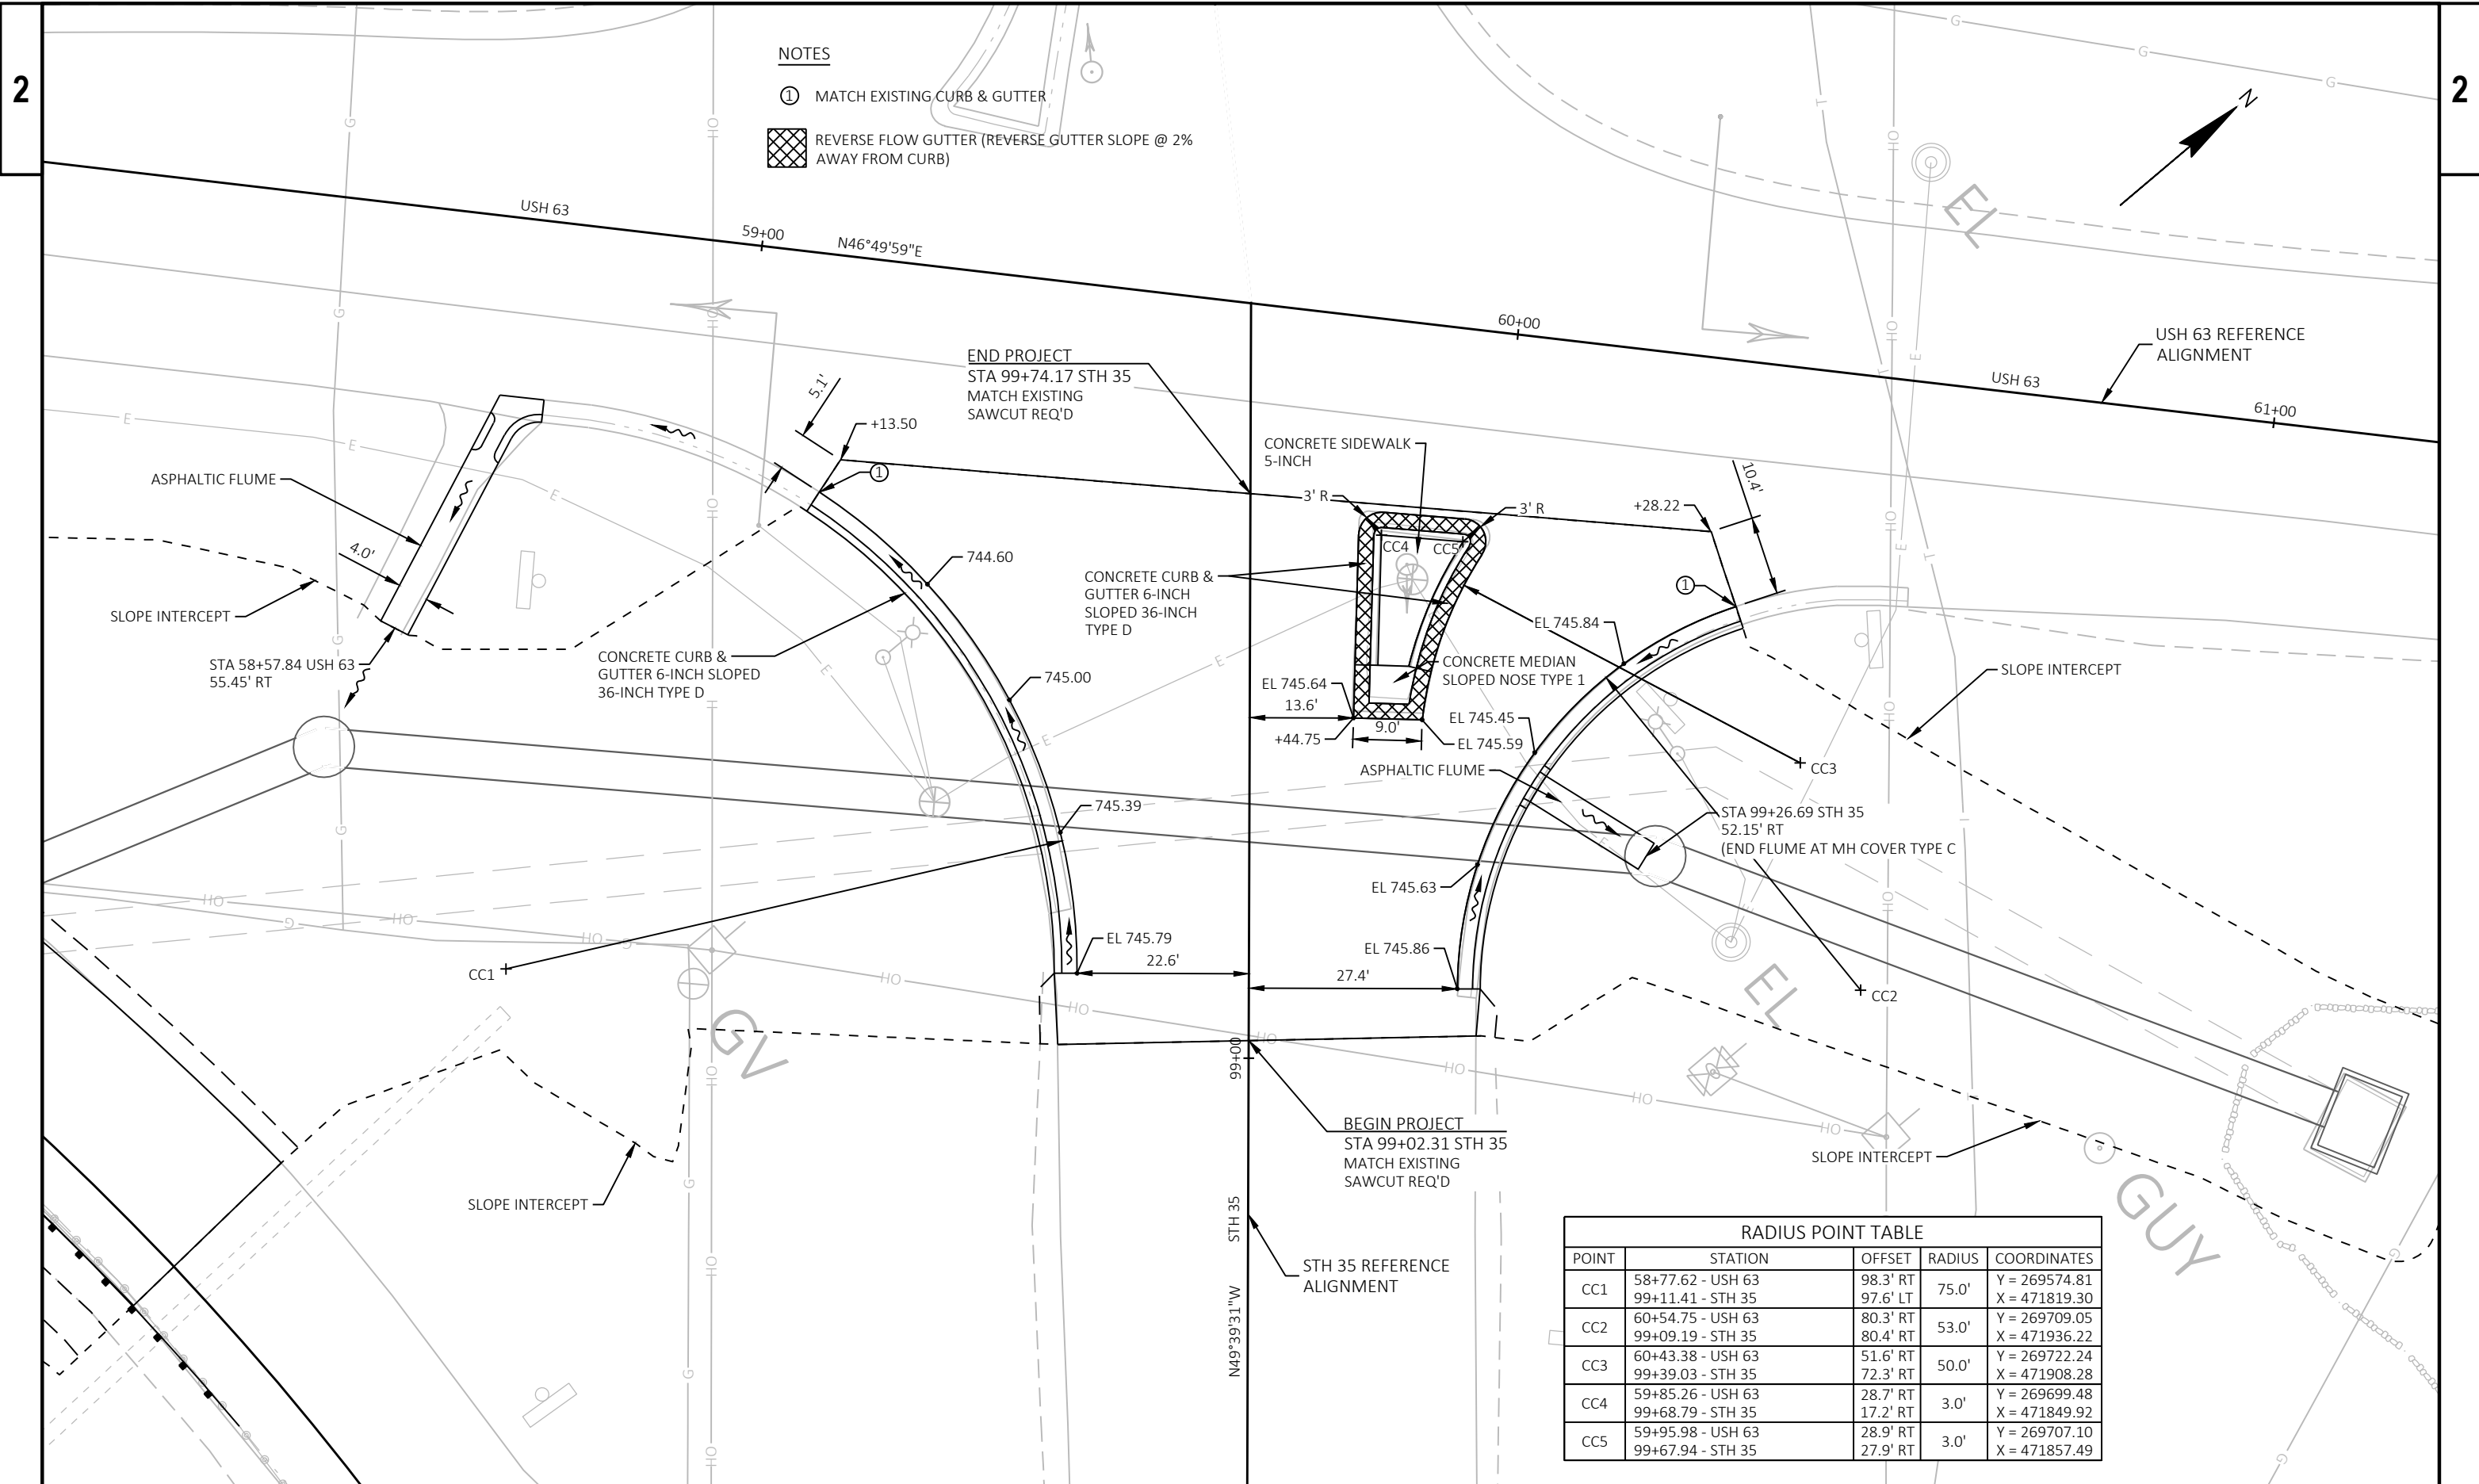 2
2
NOTES
1 MATCH EXISTING CURB & GUTTER
REVERSE FLOW GUTTER (REVERSE GUTTER SLOPE @ 2%
AWAY FROM CURB)
N
EL
USH 63
59+00
N46°49'59"E
60+00
USH 63
61+00
USH 63 REFERENCE
ALIGNMENT
END PROJECT
STA 99+74.17 STH 35
MATCH EXISTING
SAWCUT REQ'D
5.1'
+13.50
1
CONCRETE SIDEWALK
5-INCH
3' R
3' R
+28.22
10.4'
ASPHALTIC FLUME
4.0'
SLOPE INTERCEPT
STA 58+57.84 USH 63
55.45' RT
CONCRETE CURB &
GUTTER 6-INCH SLOPED
36-INCH TYPE D
744.60
745.00
745.39
EL 745.79
22.6'
CC1
CC4
CC5
CONCRETE CURB &
GUTTER 6-INCH
SLOPED 36-INCH
TYPE D
1
EL 745.84
CONCRETE MEDIAN
SLOPED NOSE TYPE 1
SLOPE INTERCEPT
EL 745.64
13.6'
+44.75
9.0'
EL 745.45
EL 745.59
ASPHALTIC FLUME
CC3
STA 99+26.69 STH 35
52.15' RT
(END FLUME AT MH COVER TYPE C
EL 745.63
EL 745.86
27.4'
CC2
EL
GV
99+00
BEGIN PROJECT
STA 99+02.31 STH 35
MATCH EXISTING
SAWCUT REQ'D
SLOPE INTERCEPT
SLOPE INTERCEPT
GUY
STH 35
N49°39'31"W
STH 35 REFERENCE
ALIGNMENT
RADIUS POINT TABLE
POINT STATION OFFSET RADIUS COORDINATES
CC1 58+77.62 - USH 63 98.3' RT 75.0' Y = 269574.81
99+11.41 - STH 35 97.6' LT X = 471819.30
CC2 60+54.75 - USH 63 80.3' RT 53.0' Y = 269709.05
99+09.19 - STH 35 80.4' RT X = 471936.22
CC3 60+43.38 - USH 63 51.6' RT 50.0' Y = 269722.24
99+39.03 - STH 35 72.3' RT X = 471908.28
CC4 59+85.26 - USH 63 28.7' RT 3.0' Y = 269699.48
99+68.79 - STH 35 17.2' RT X = 471849.92
CC5 59+95.98 - USH 63 28.9' RT 3.0' Y = 269707.10
99+67.94 - STH 35 27.9' RT X = 471857.49